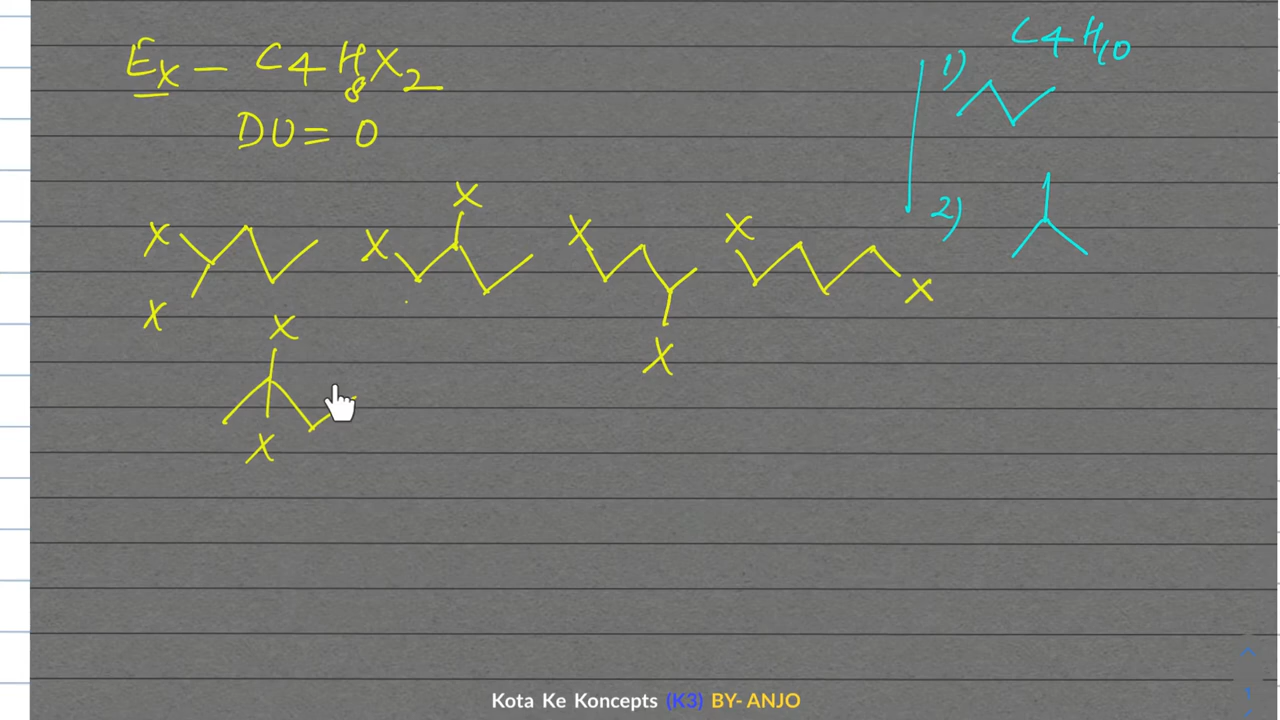 Ex - C4H8X2
DU = 0
C4H10
1)
2)
X
X
X
X
X
X
X
X
X
X
Kota Ke Koncepts (K3) BY- ANJO